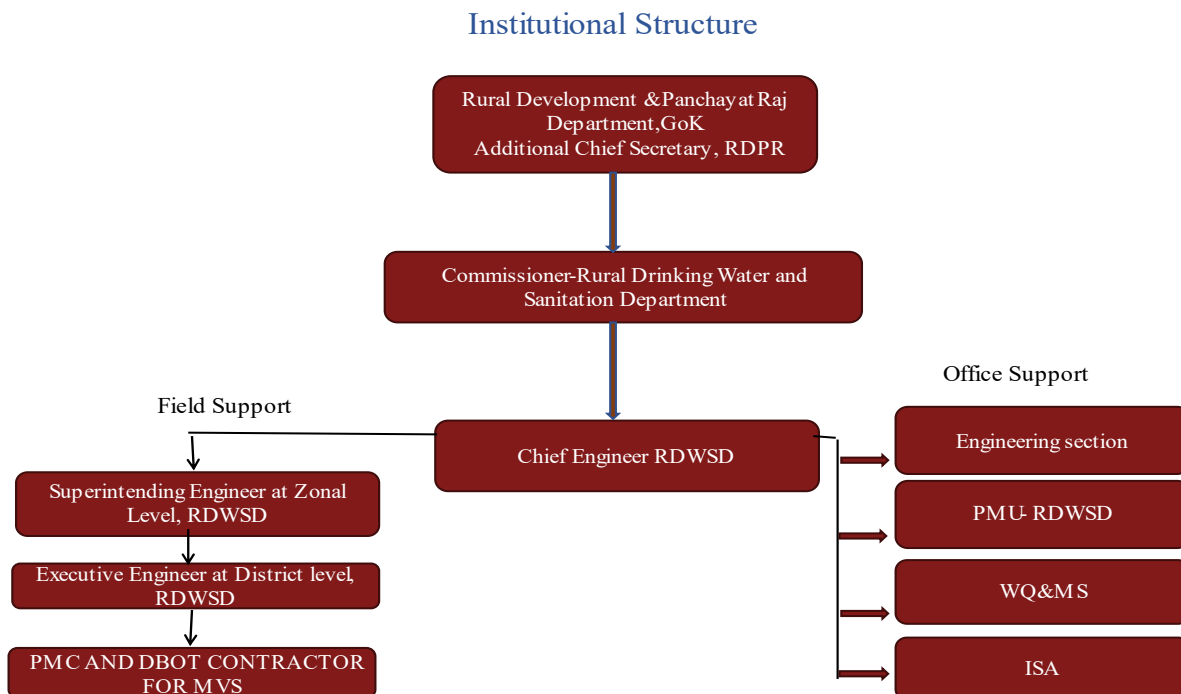 Institutional Structure
Rural Development &Panchayat Raj
Department,GoK
Additional Chief Secretary, RDPR
Commissioner-Rural Drinking Water and
Sanitation Department
Office Support
Field Support
Chief Engineer RDWSD
Engineering section
Superintending Engineer at Zonal
Level, RDWSD
PMU- RDWSD
Executive Engineer at District level,
RDWSD
WQ&MS
PMC AND DBOT CONTRACTOR
FOR MVS
ISA